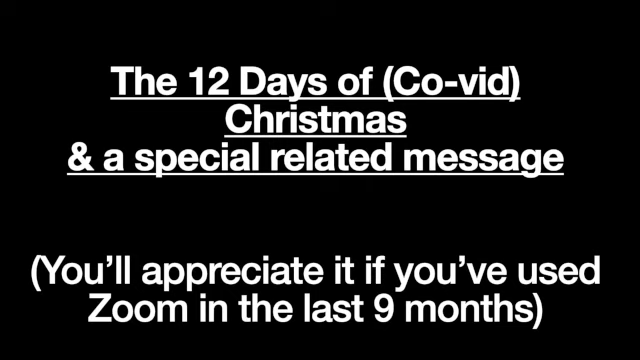 The 12 Days of (Co-vid)
Christmas
& a special related message
(You’ll appreciate it if you’ve used
Zoom in the last 9 months)